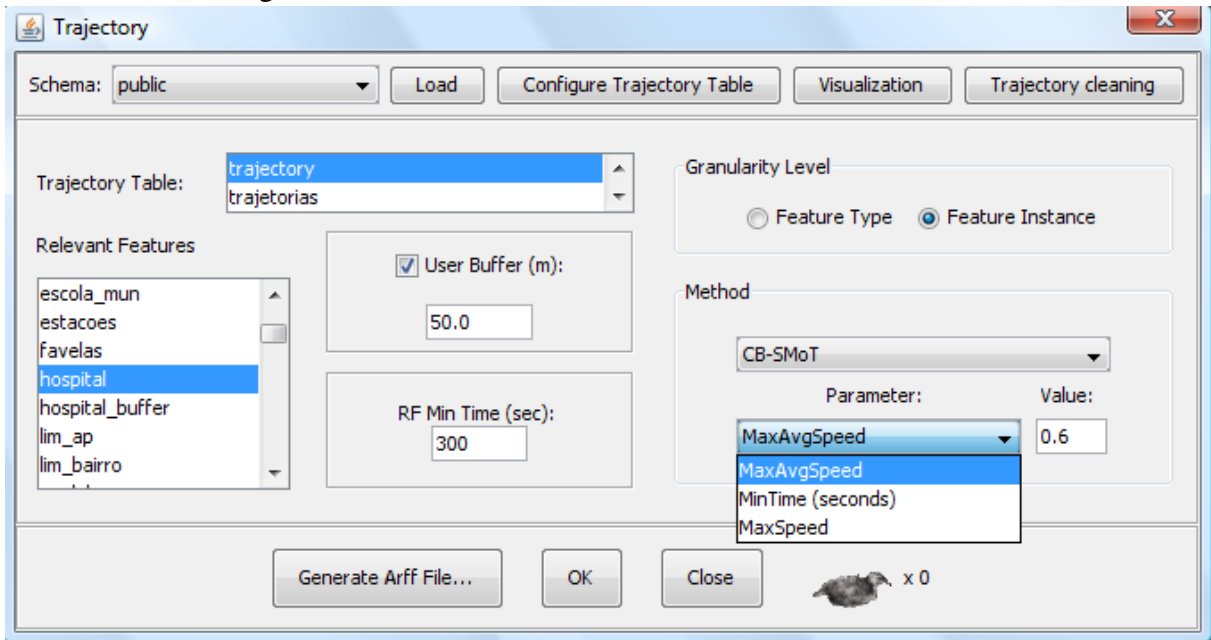 Trajectory
Schema: public Load Configure Trajectory Table Visualization Trajectory cleaning
Trajectory Table:
trajectory
trajetorias
Relevant Features
escola_mun
estacoes
favelas
hospital
hospital_buffer
lim_ap
lim_bairro
User Buffer (m):
50.0
RF Min Time (sec):
300
Granularity Level
Feature Type Feature Instance
Method
CB-SMoT
Parameter: Value:
MaxAvgSpeed 0.6
MaxAvgSpeed
MinTime (seconds)
MaxSpeed
Generate Arff File... OK Close x 0